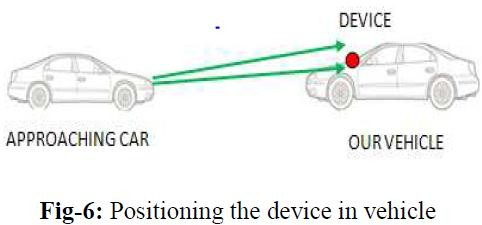 DEVICE
APPROACHING CAR
OUR VEHICLE
Fig-6: Positioning the device in vehicle